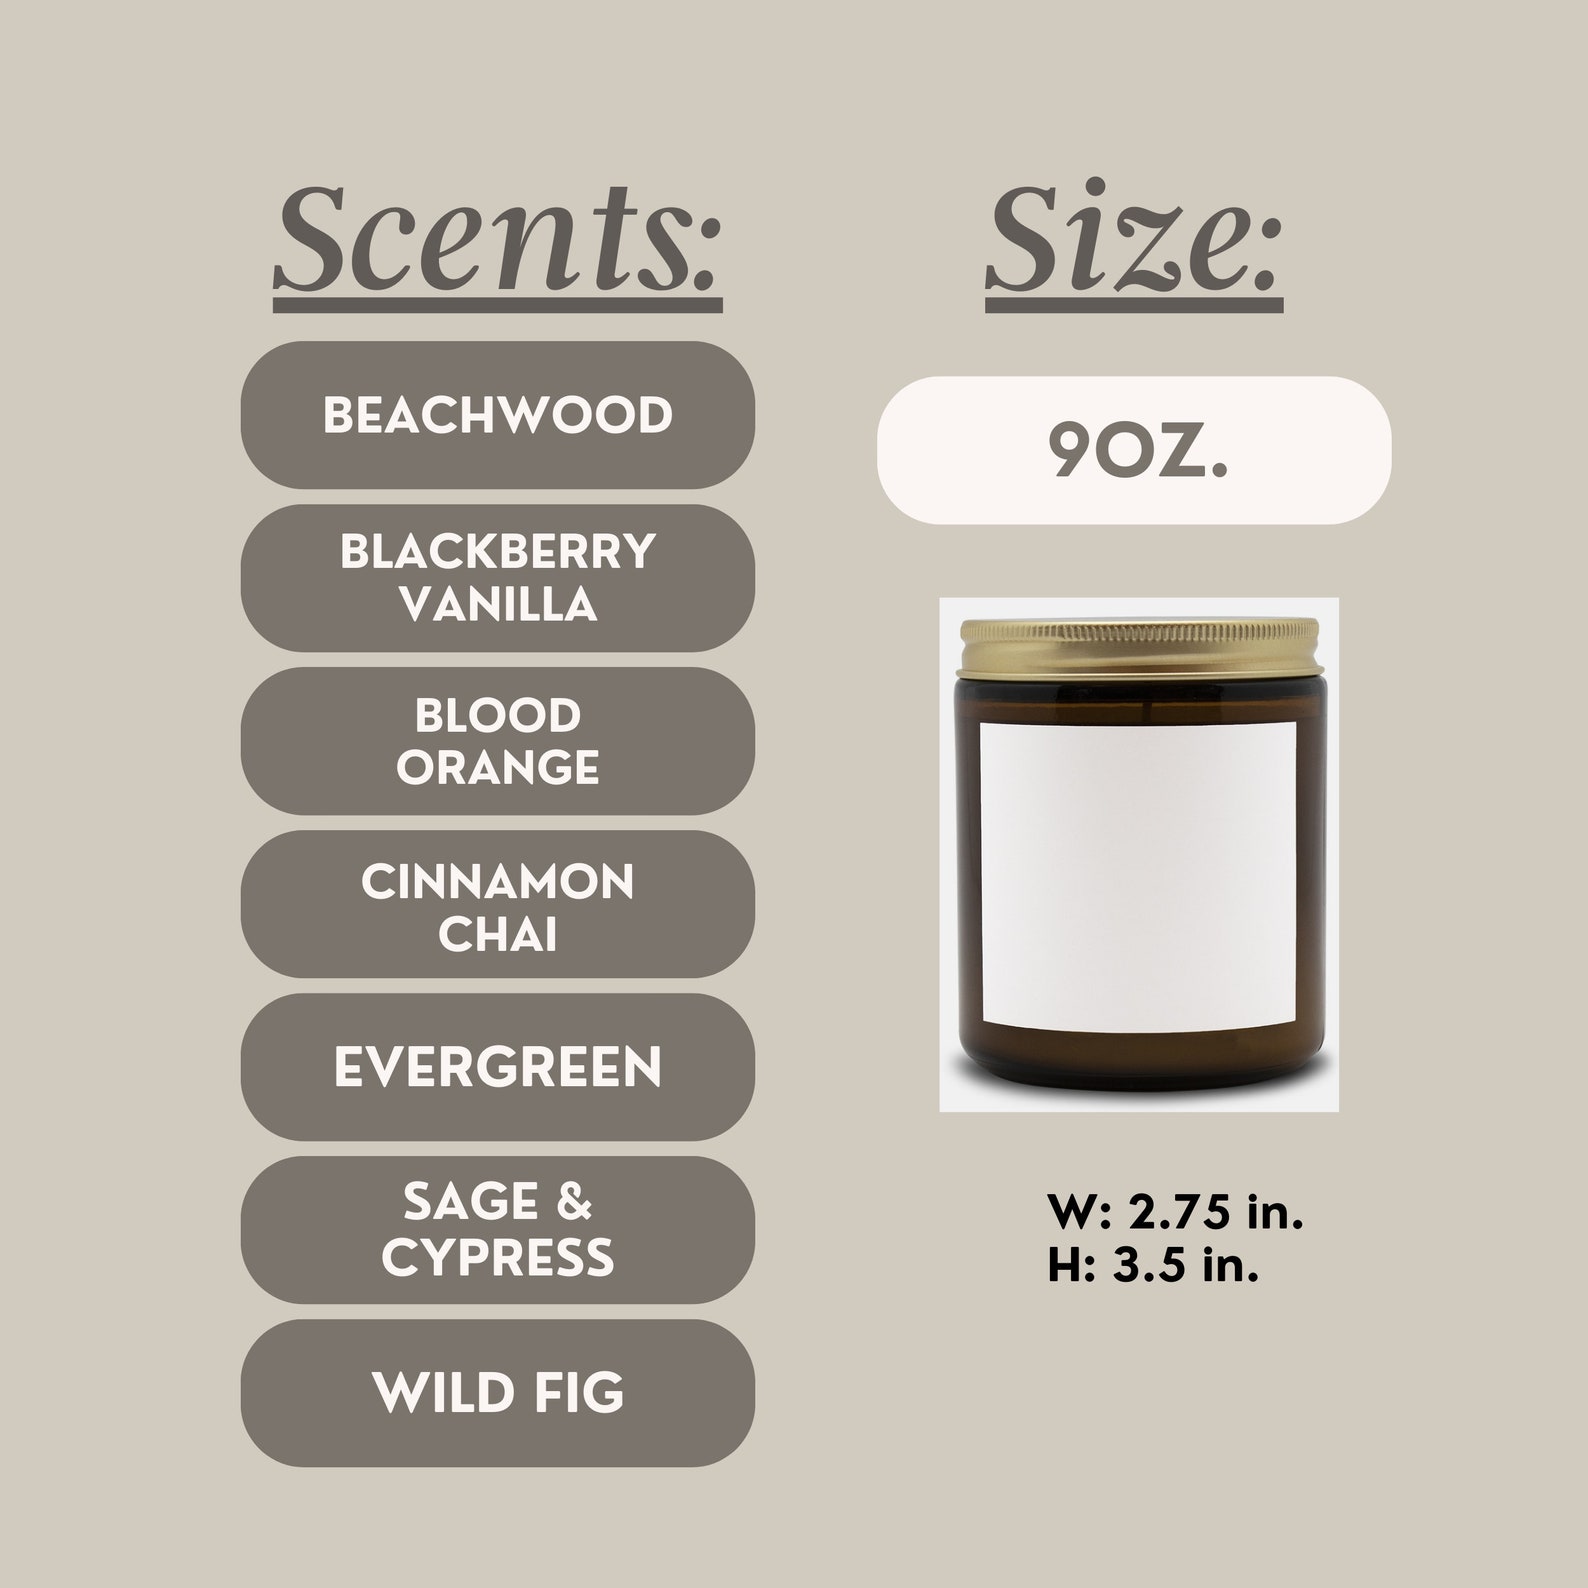 Scents:
BEACHWOOD
BLACKBERRY
VANILLA
BLOOD
ORANGE
CINNAMON
CHAI
EVERGREEN
SAGE &
CYPRESS
WILD FIG
Size:
9OZ.
W: 2.75 in.
H: 3.5 in.